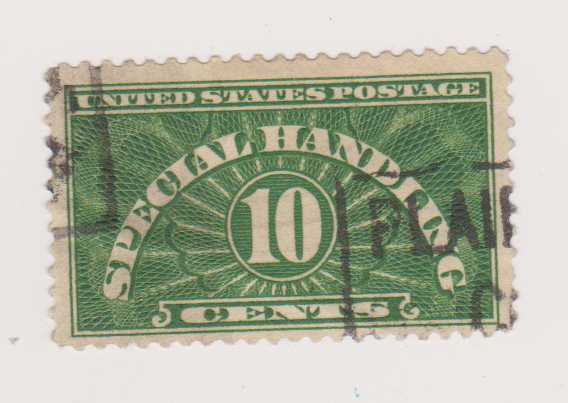 UNITED STATES POSTAGE
SPECIAL HANDLING
10
CENTS